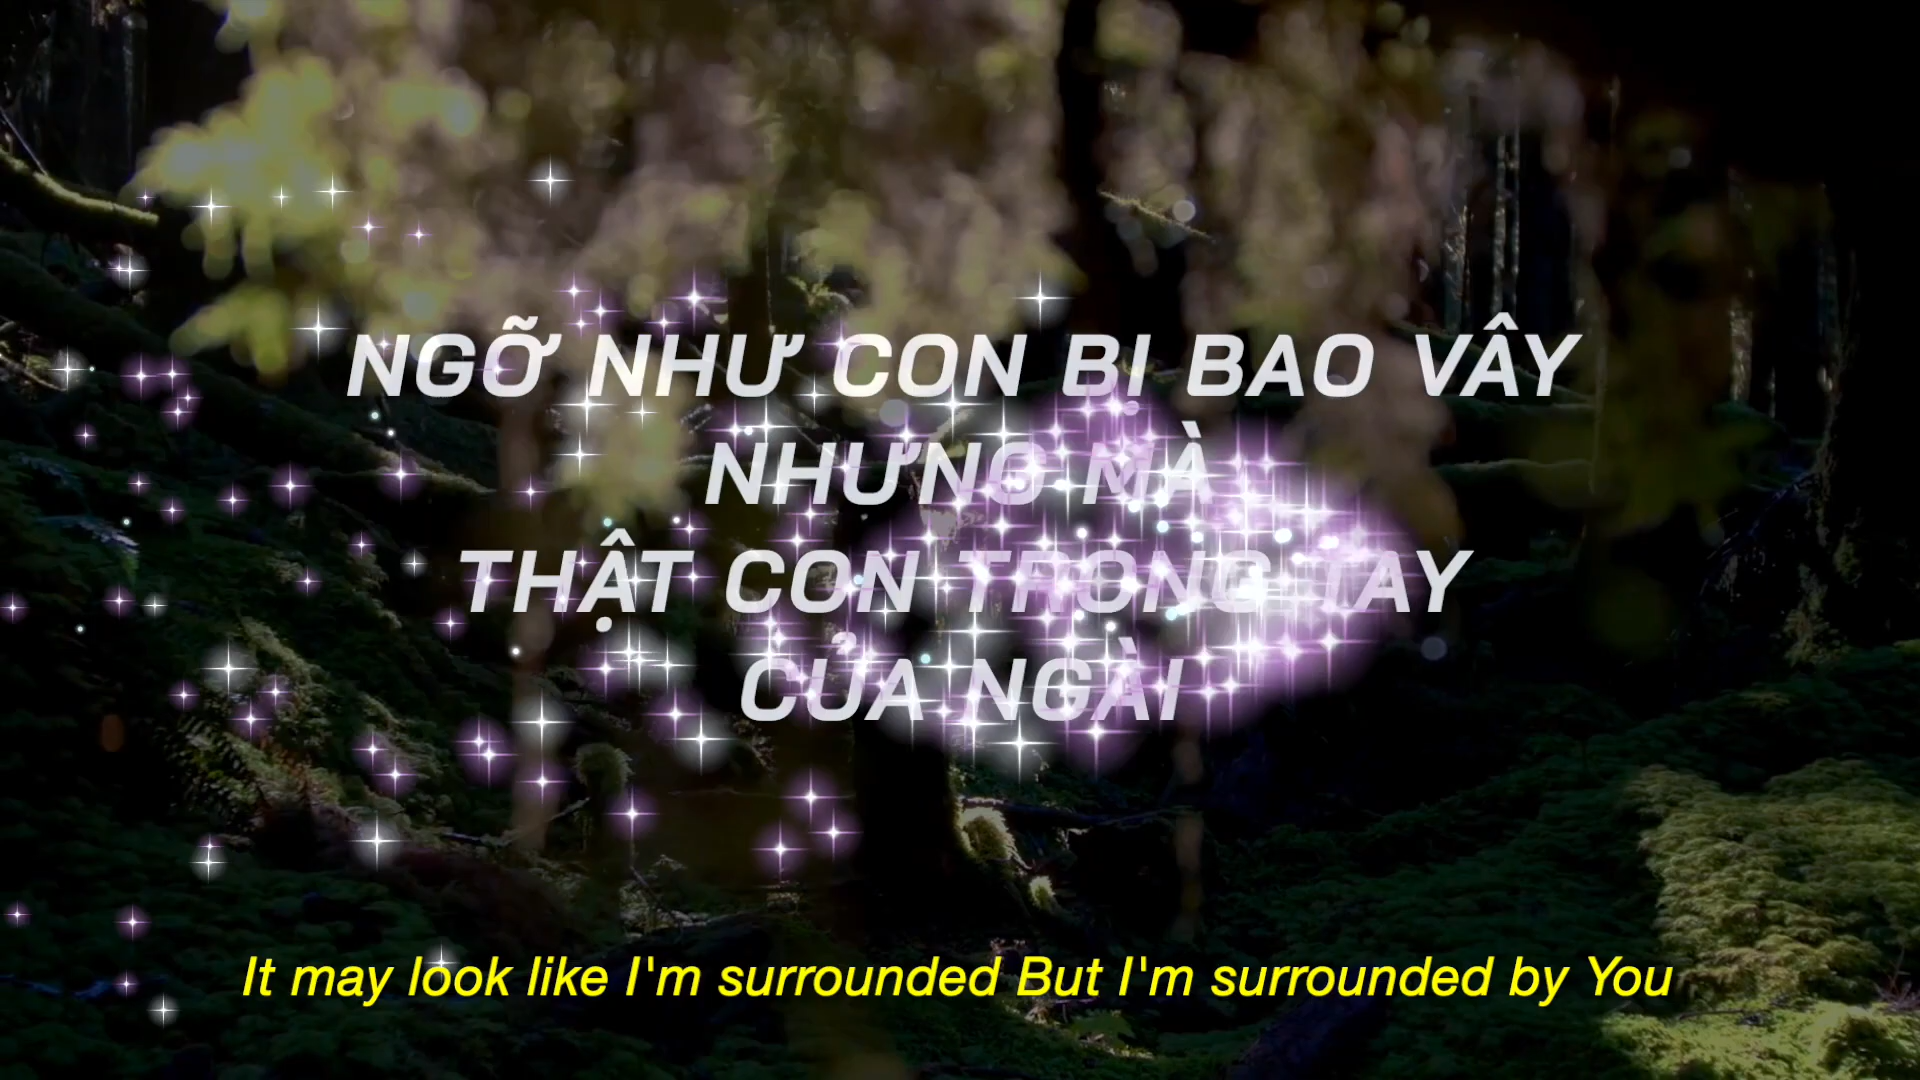 NGỠ NHƯ CON BỊ BAO VÂY
NHƯNG MÀ
THẬT CON TRONG TAY
CỦA NGÀI
It may look like I'm surrounded But I'm surrounded by You